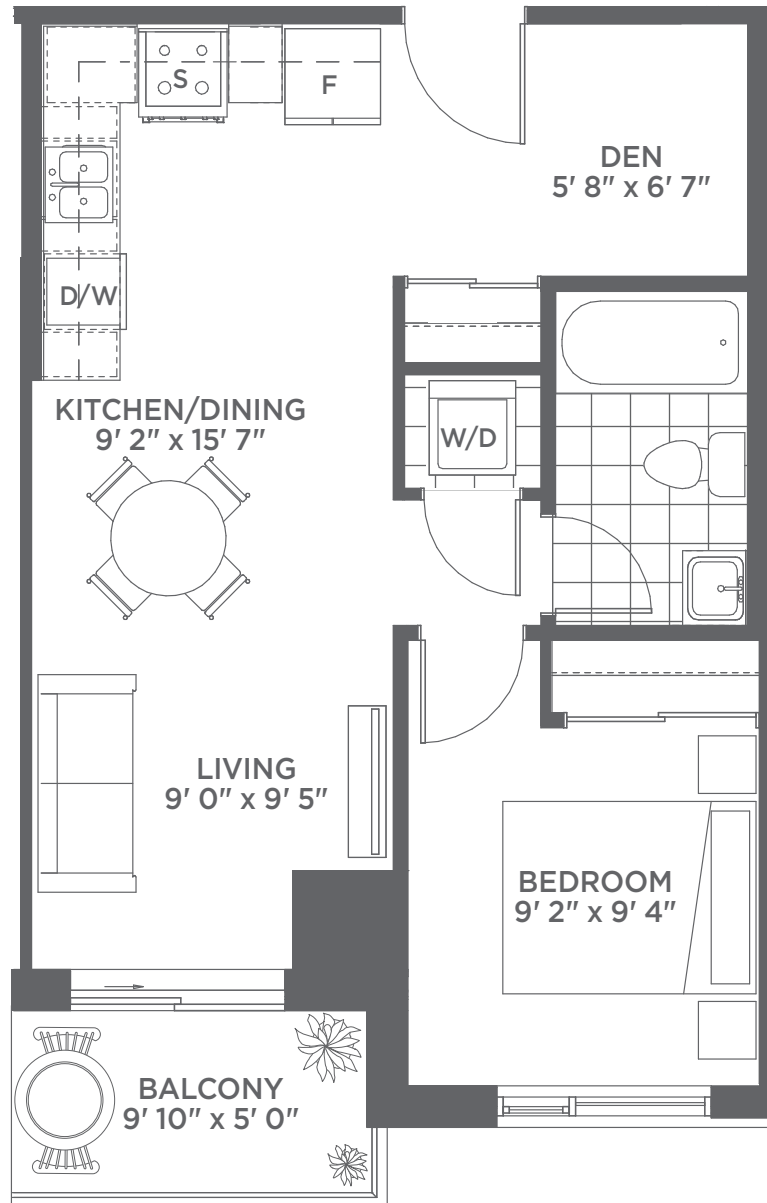 S
F
DEN
5' 8" x 6' 7"
D/W
KITCHEN/DINING
9' 2" x 15' 7"
W/D
LIVING
9' 0" x 9' 5"
BEDROOM
9' 2" x 9' 4"
BALCONY
9' 10" x 5' 0"